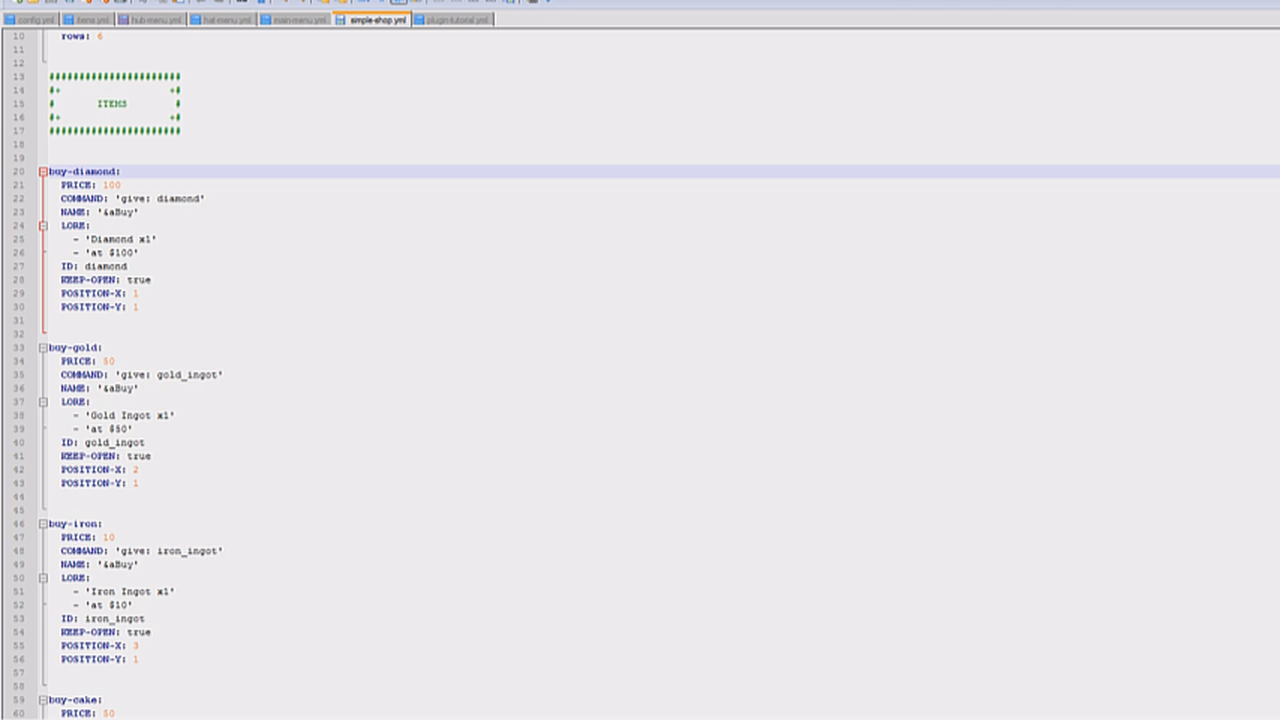 config.yml items.yml hub-menu.yml hat-menu.yml main-menu.yml simple-shop.yml plugin-tutorial.yml
10 rows: 6
11
12
13 ######################
14 #+ +#
15 # ITEMS #
16 #+ +#
17 ######################
18
19
20 buy-diamond:
21 PRICE: 100
22 COMMAND: 'give: diamond'
23 NAME: '&aBuy'
24 LORE:
25 - 'Diamond x1'
26 - 'at $100'
27 ID: diamond
28 KEEP-OPEN: true
29 POSITION-X: 1
30 POSITION-Y: 1
31
32
33 buy-gold:
34 PRICE: 50
35 COMMAND: 'give: gold_ingot'
36 NAME: '&aBuy'
37 LORE:
38 - 'Gold Ingot x1'
39 - 'at $50'
40 ID: gold_ingot
41 KEEP-OPEN: true
42 POSITION-X: 2
43 POSITION-Y: 1
44
45
46 buy-iron:
47 PRICE: 10
48 COMMAND: 'give: iron_ingot'
49 NAME: '&aBuy'
50 LORE:
51 - 'Iron Ingot x1'
52 - 'at $10'
53 ID: iron_ingot
54 KEEP-OPEN: true
55 POSITION-X: 3
56 POSITION-Y: 1
57
58
59 buy-cake:
60 PRICE: 50